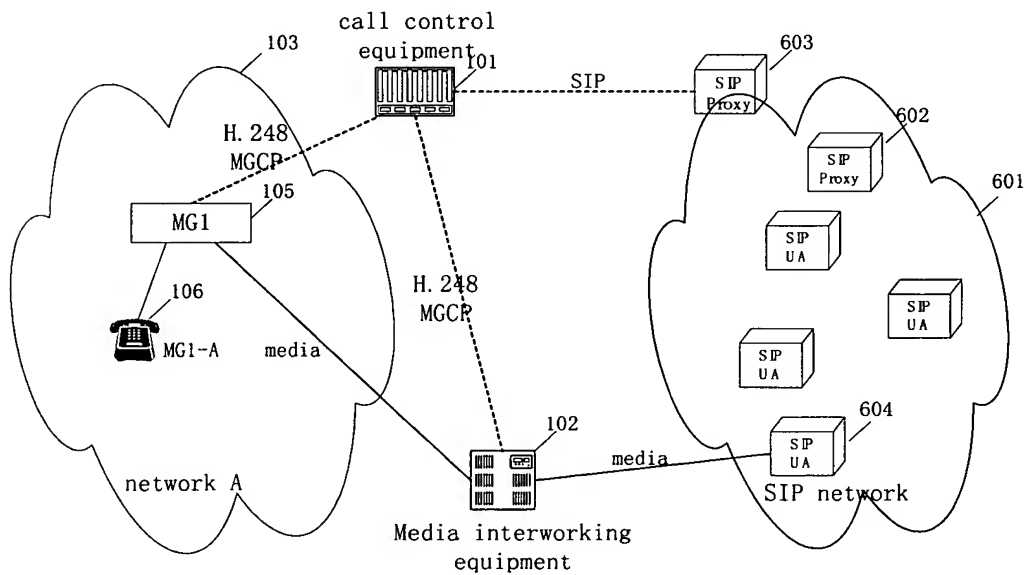 call control
equipment
103
101
603
SIP
SIP
Proxy
602
H.248
MGCP
SIP
Proxy
105
601
MG1
SIP
UA
106
H.248
MGCP
SIP
UA
MG1-A
media
SIP
UA
102
604
media
SIP
UA
network A
SIP network
Media interworking
equipment